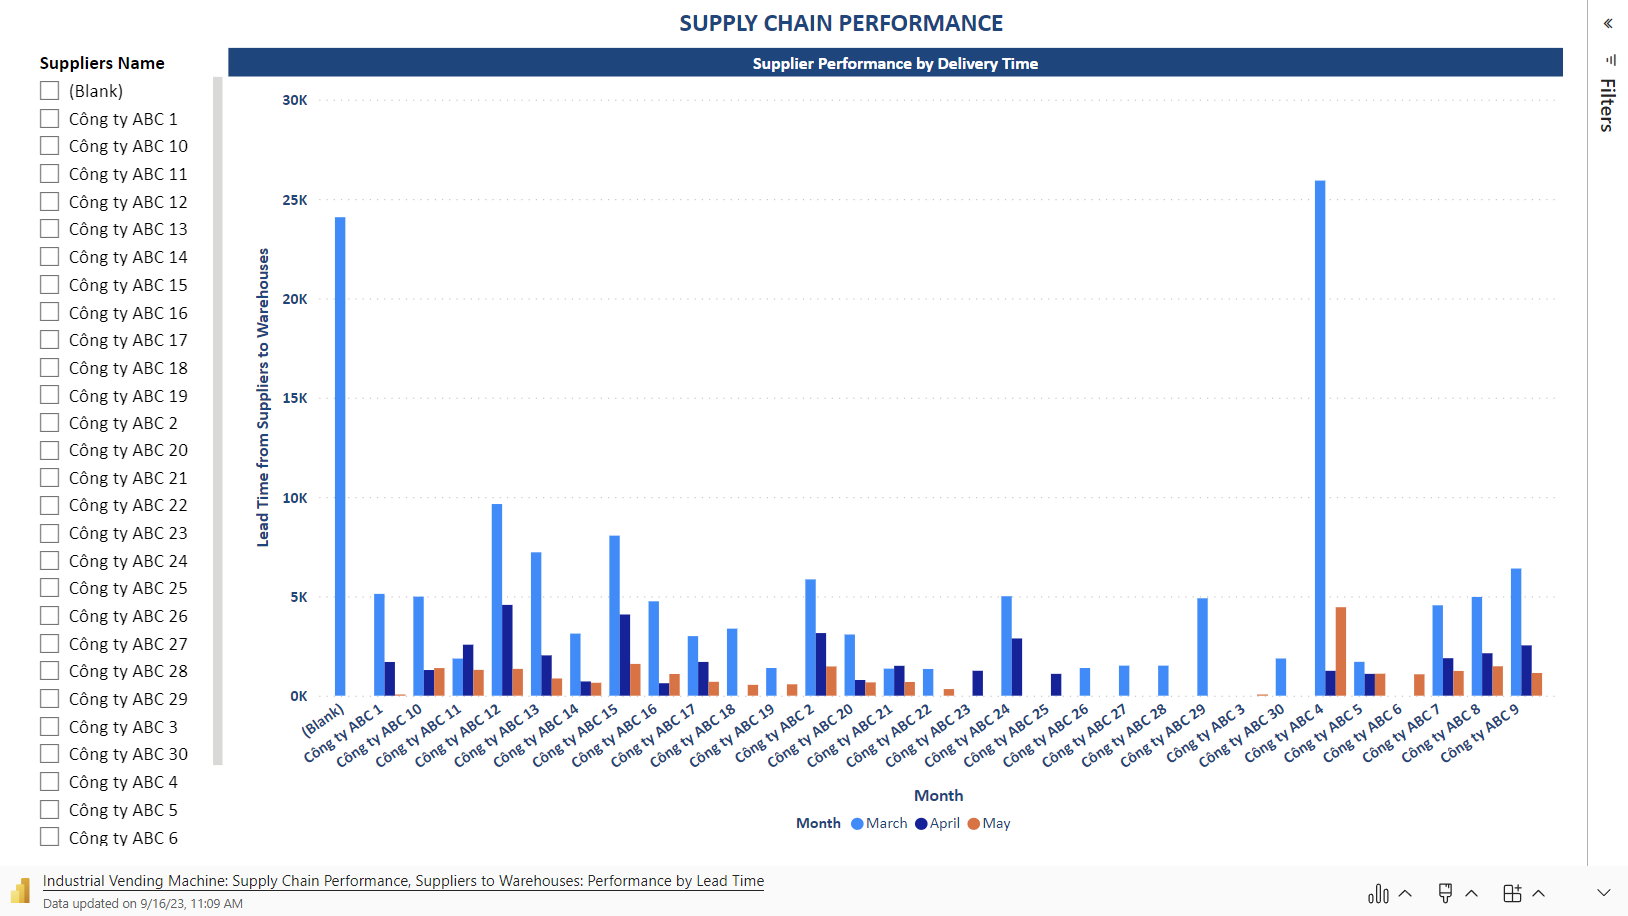 SUPPLY CHAIN PERFORMANCE
Suppliers Name
(Blank)
Công ty ABC 1
Công ty ABC 10
Công ty ABC 11
Công ty ABC 12
Công ty ABC 13
Công ty ABC 14
Công ty ABC 15
Công ty ABC 16
Công ty ABC 17
Công ty ABC 18
Công ty ABC 19
Công ty ABC 2
Công ty ABC 20
Công ty ABC 21
Công ty ABC 22
Công ty ABC 23
Công ty ABC 24
Công ty ABC 25
Công ty ABC 26
Công ty ABC 27
Công ty ABC 28
Công ty ABC 29
Công ty ABC 3
Công ty ABC 30
Công ty ABC 4
Công ty ABC 5
Công ty ABC 6
Supplier Performance by Delivery Time
Lead Time from Suppliers to Warehouses
30K
25K
20K
15K
10K
5K
0K
(Blank)
Công ty ABC 1
Công ty ABC 10
Công ty ABC 11
Công ty ABC 12
Công ty ABC 13
Công ty ABC 14
Công ty ABC 15
Công ty ABC 16
Công ty ABC 17
Công ty ABC 18
Công ty ABC 19
Công ty ABC 2
Công ty ABC 20
Công ty ABC 21
Công ty ABC 22
Công ty ABC 23
Công ty ABC 24
Công ty ABC 25
Công ty ABC 26
Công ty ABC 27
Công ty ABC 28
Công ty ABC 29
Công ty ABC 3
Công ty ABC 30
Công ty ABC 4
Công ty ABC 5
Công ty ABC 6
Công ty ABC 7
Công ty ABC 8
Công ty ABC 9
Month
Month March April May
Filters
Industrial Vending Machine: Supply Chain Performance, Suppliers to Warehouses: Performance by Lead Time
Data updated on 9/16/23, 11:09 AM